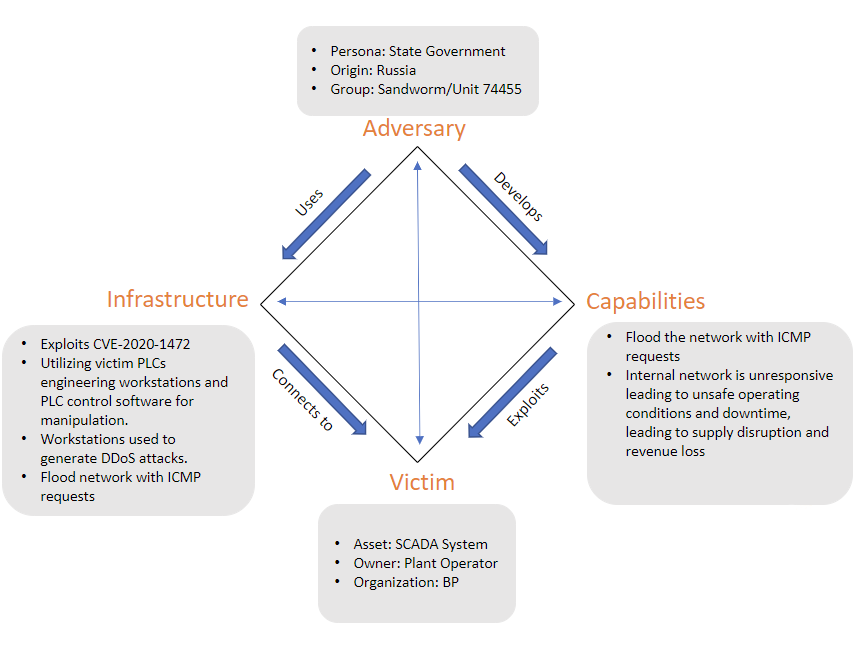 • Persona: State Government
• Origin: Russia
• Group: Sandworm/Unit 74455
Adversary
Uses
Develops
Infrastructure
Capabilities
• Exploits CVE-2020-1472
• Utilizing victim PLCs
engineering workstations and
PLC control software for
manipulation.
• Workstations used to
generate DDoS attacks.
• Flood network with ICMP
requests
• Flood the network with ICMP
requests
• Internal network is unresponsive
leading to unsafe operating
conditions and downtime,
leading to supply disruption and
revenue loss
Connects to
Exploits
Victim
• Asset: SCADA System
• Owner: Plant Operator
• Organization: BP